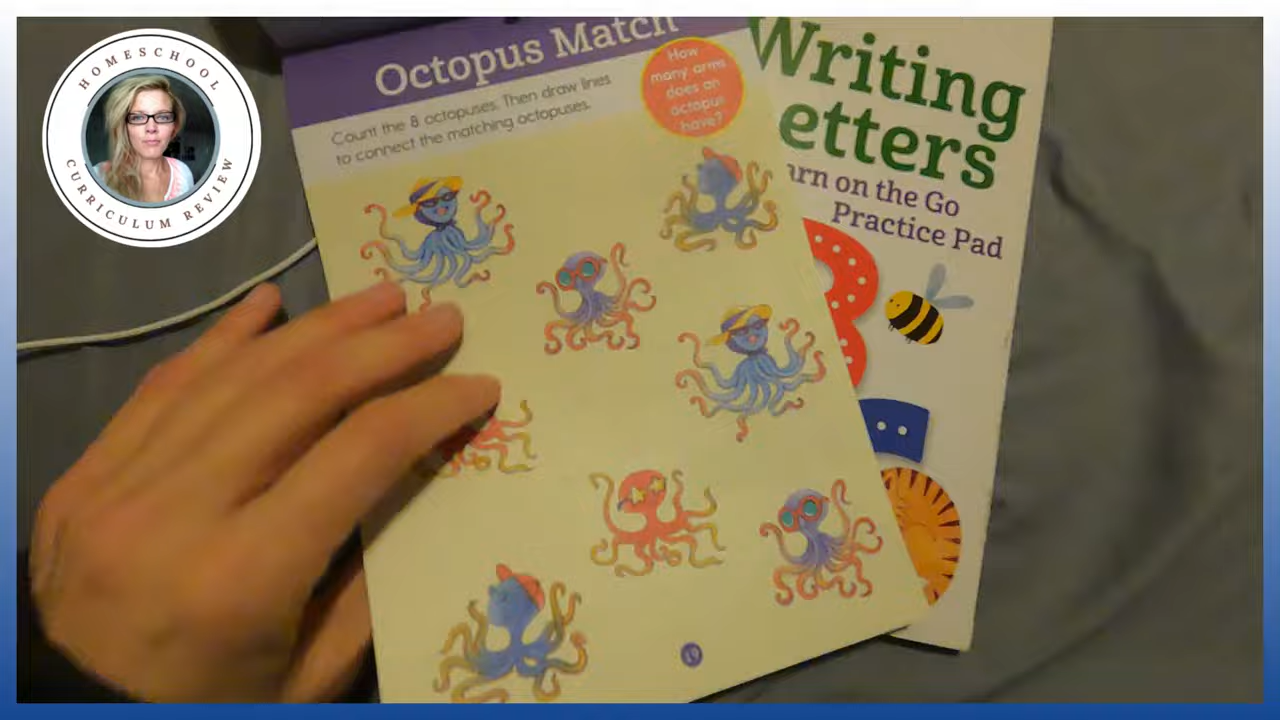 HOMESCHOOL
CURRICULUM REVIEW
Octopus Match
Count the 8 octopuses. Then draw lines
to connect the matching octopuses.
How
many arms
does an
octopus
have?
Writing
etters
arn on the Go
Practice Pad